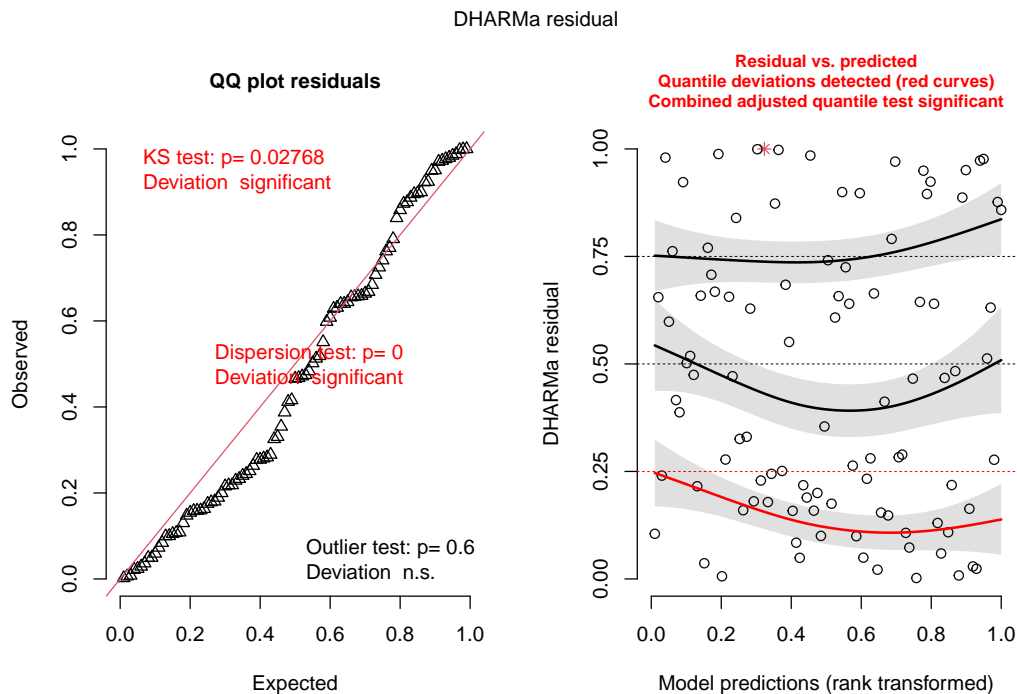 DHARMa residual
QQ plot residuals
KS test: p= 0.02768
Deviation  significant
Dispersion test: p= 0
Deviation  significant
Outlier test: p= 0.6
Deviation  n.s.
Observed
0.0 0.2 0.4 0.6 0.8 1.0
0.0 0.2 0.4 0.6 0.8 1.0
Expected
Residual vs. predicted
Quantile deviations detected (red curves)
Combined adjusted quantile test significant
DHARMa residual
0.00 0.25 0.50 0.75 1.00
0.0 0.2 0.4 0.6 0.8 1.0
Model predictions (rank transformed)